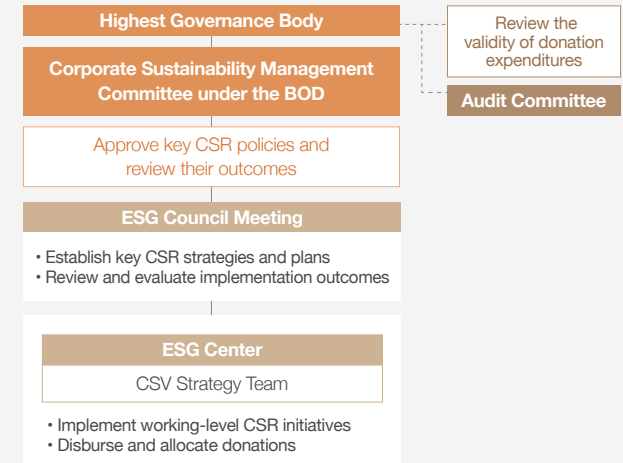 Highest Governance Body
Corporate Sustainability Management
Committee under the BOD
Approve key CSR policies and
review their outcomes
ESG Council Meeting
• Establish key CSR strategies and plans
• Review and evaluate implementation outcomes
ESG Center
CSV Strategy Team
• Implement working-level CSR initiatives
• Disburse and allocate donations
Review the
validity of donation
expenditures
Audit Committee